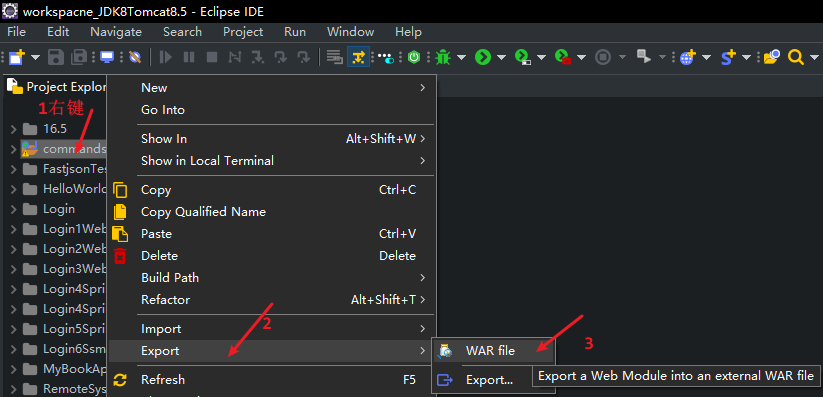 workspacne_JDK8Tomcat8.5 - Eclipse IDE
File Edit Navigate Search Project Run Window Help
Project Explor
1右键
16.5
commands
FastjsonTes
HelloWorld
Login
Login1Web
Login2Web
Login3Web
Login4Spri
Login4Spri
Login5Spri
Login6Ssm
MyBookAp
RemoteSys
New
Go Into
Show In Alt+Shift+W
Show in Local Terminal
Copy Ctrl+C
Copy Qualified Name
Paste Ctrl+V
Delete Delete
Build Path
Refactor Alt+Shift+T
Import
2
Export
Refresh F5
WAR file
3
Export...
Export a Web Module into an external WAR file